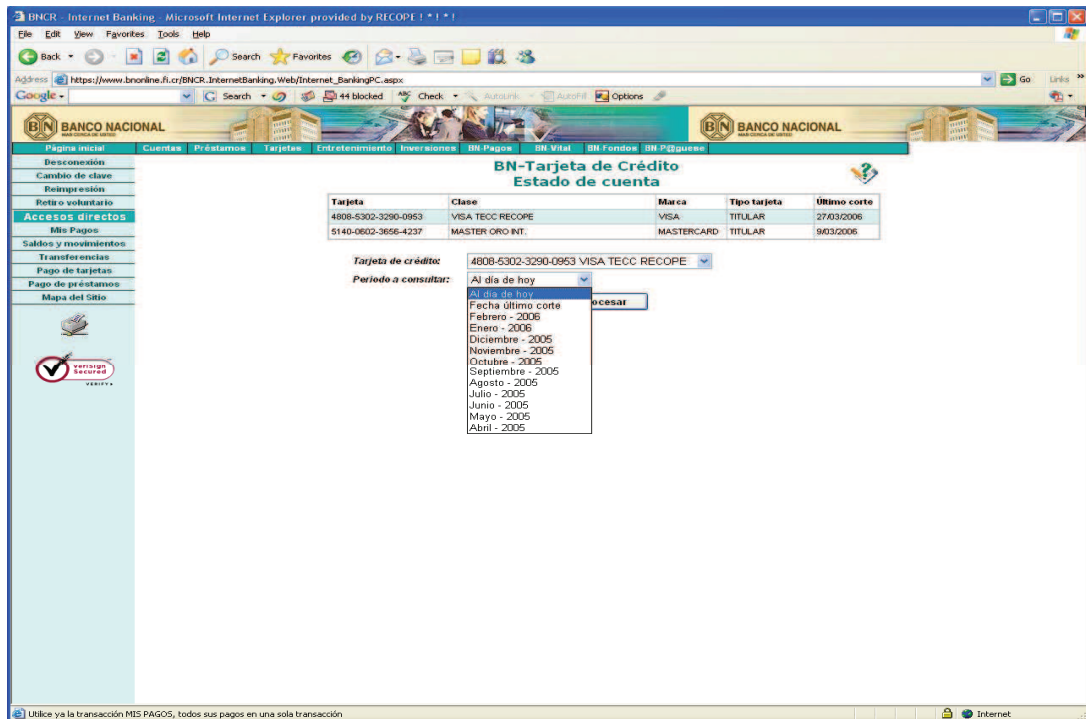 BNCR - Internet Banking - Microsoft Internet Explorer provided by RECOPE ! * ! * !
File Edit View Favorites Tools Help
Back Search Favorites
Address https://www.bnonline.fi.cr/BNCR.InternetBanking.Web/Internet_BankingPC.aspx Go Links »
Google Search 44 blocked Check AutoLink AutoFill Options
BN BANCO NACIONAL BN BANCO NACIONAL
Página inicial Cuentas Préstamos Tarjetas Entretenimiento Inversiones BN-Pagos BN-Vital BN-Fondos BN-P@guese
Desconexión
Cambio de clave
Reimpresión
Retiro voluntario
Accesos directos
Mis Pagos
Saldos y movimientos
Transferencias
Pago de tarjetas
Pago de préstamos
Mapa del Sitio
VeriSign
Secured
VERIFY
BN-Tarjeta de Crédito
Estado de cuenta
Tarjeta Clase Marca Tipo tarjeta Último corte
4808-5302-3290-0953 VISA TECC RECOPE VISA TITULAR 27/03/2006
5140-0602-3656-4237 MASTER ORO INT. MASTERCARD TITULAR 9/03/2006
Tarjeta de crédito: 4808-5302-3290-0953 VISA TECC RECOPE
Periodo a consultar: Al día de hoy
Al día de hoy
Fecha último corte ocesar
Febrero - 2006
Enero - 2006
Diciembre - 2005
Noviembre - 2005
Octubre - 2005
Septiembre - 2005
Agosto - 2005
Julio - 2005
Junio - 2005
Mayo - 2005
Abril - 2005
Utilice ya la transacción MIS PAGOS, todos sus pagos en una sola transacción Internet